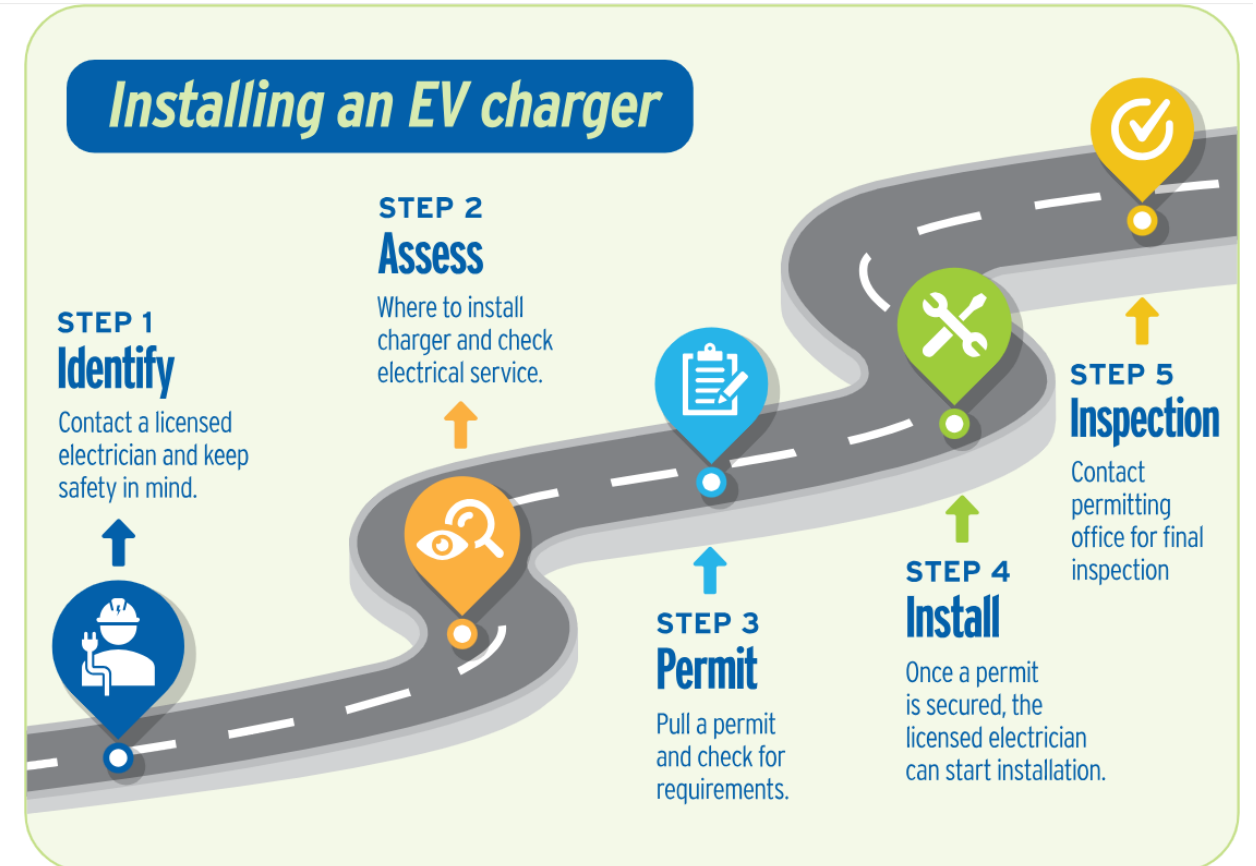 Installing an EV charger
STEP 1
Identify
Contact a licensed
electrician and keep
safety in mind.
STEP 2
Assess
Where to install
charger and check
electrical service.
STEP 3
Permit
Pull a permit
and check for
requirements.
STEP 4
Install
Once a permit
is secured, the
licensed electrician
can start installation.
STEP 5
Inspection
Contact
permitting
office for final
inspection